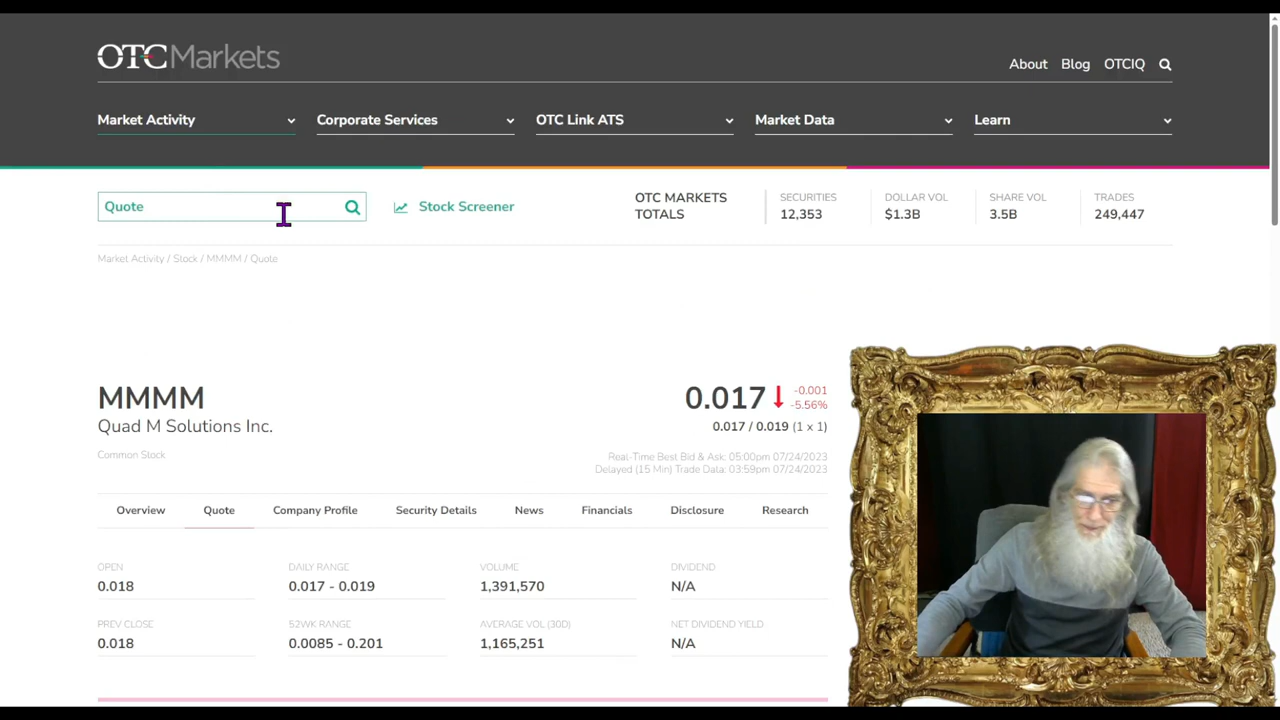 OTCMarkets
About Blog OTCIQ
Market Activity Corporate Services OTC Link ATS Market Data Learn
Quote
Stock Screener
OTC MARKETS
TOTALS
SECURITIES
12,353
DOLLAR VOL
$1.3B
SHARE VOL
3.5B
TRADES
249,447
Market Activity / Stock / MMMM / Quote
MMMM
Quad M Solutions Inc.
Common Stock
0.017
-0.001
-5.56%
0.017 / 0.019 (1 x 1)
Real-Time Best Bid & Ask: 05:00pm 07/24/2023
Delayed (15 Min) Trade Data: 03:59pm 07/24/2023
Overview Quote Company Profile Security Details News Financials Disclosure Research
OPEN
0.018
DAILY RANGE
0.017 - 0.019
VOLUME
1,391,570
DIVIDEND
N/A
PREV CLOSE
0.018
52WK RANGE
0.0085 - 0.201
AVERAGE VOL (30D)
1,165,251
NET DIVIDEND YIELD
N/A